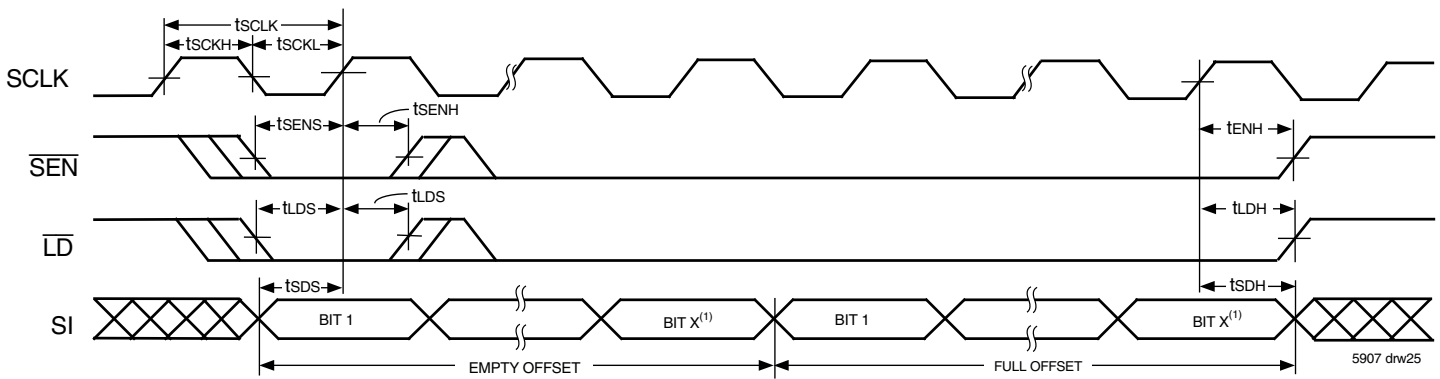 tSCLK
tSCKH
tSCKL
SCLK
tSENS
tSENH
tENH
SEN
tLDS
tLDS
tLDH
LD
tSDS
tSDH
SI
BIT 1
BIT X(1)
BIT 1
BIT X(1)
EMPTY OFFSET
FULL OFFSET
5907 drw25